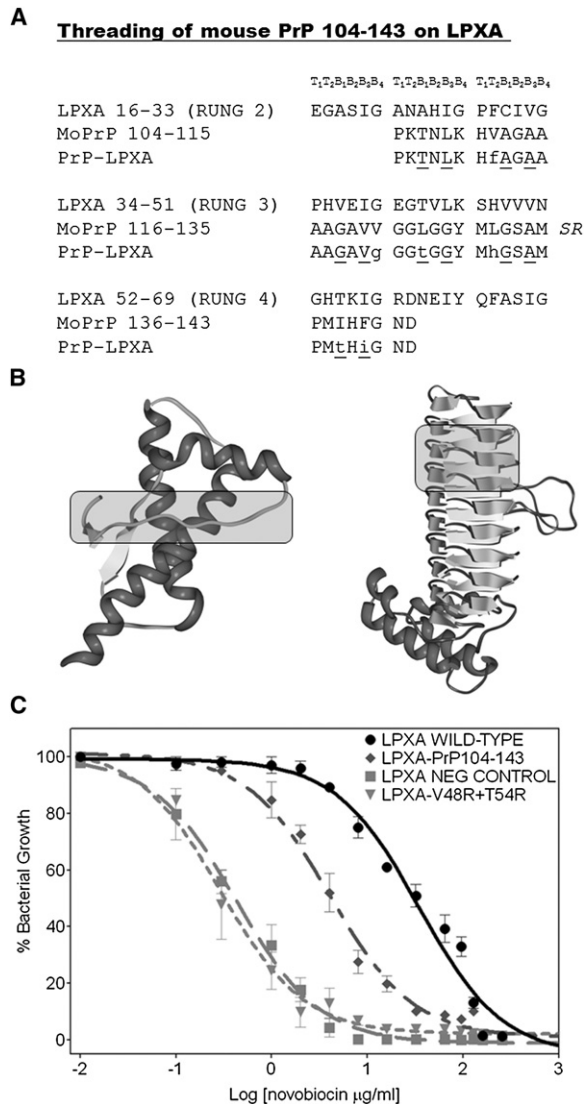 A
Threading of mouse PrP 104-143 on LPXA
T1T2B1B2B3B4 T1T2B1B2B3B4 T1T2B1B2B3B4
LPXA 16-33 (RUNG 2) EGASIG ANAHIG PFCIVG
MoPrP 104-115 PKTNLK HVAGAA
PrP-LPXA PKTNLK HfAGAA
LPXA 34-51 (RUNG 3) PHVEIG EGTVLK SHVVVN
MoPrP 116-135 AAGAVV GGLGGY MLGSAM SR
PrP-LPXA AAGAVg GGtGGY MhGSAM
LPXA 52-69 (RUNG 4) GHTKIG RDNEIY QFASIG
MoPrP 136-143 PMIHFG ND
PrP-LPXA PMtHiG ND
B
C
LPXA WILD-TYPE
LPXA-PrP104-143
LPXA NEG CONTROL
LPXA-V48R+T54R
% Bacterial Growth
100
80
60
40
20
0
-2 -1 0 1 2 3
Log [novobiocin µg/ml]